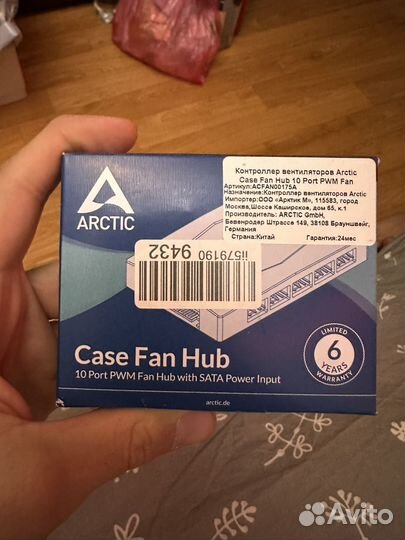 Контроллер вентиляторов Arctic
Case Fan Hub 10 Port PWM Fan
Артикул:ACFAN00175A
Назначение:Контроллер вентиляторов Arctic
Импортер:ООО «Арктик М», 115583, город
Москва,Шоссе Каширское, дом 65, к.1
Производитель: ARCTIC GmbH,
Бевенродер Штрассе 149, 38108 Брауншвейг,
Германия
Страна:Китай Гарантия:24мес
ARCTIC
ii579190
9432
Case Fan Hub
10 Port PWM Fan Hub with SATA Power Input
LIMITED
6
YEARS
WARRANTY
arctic.de
Avito